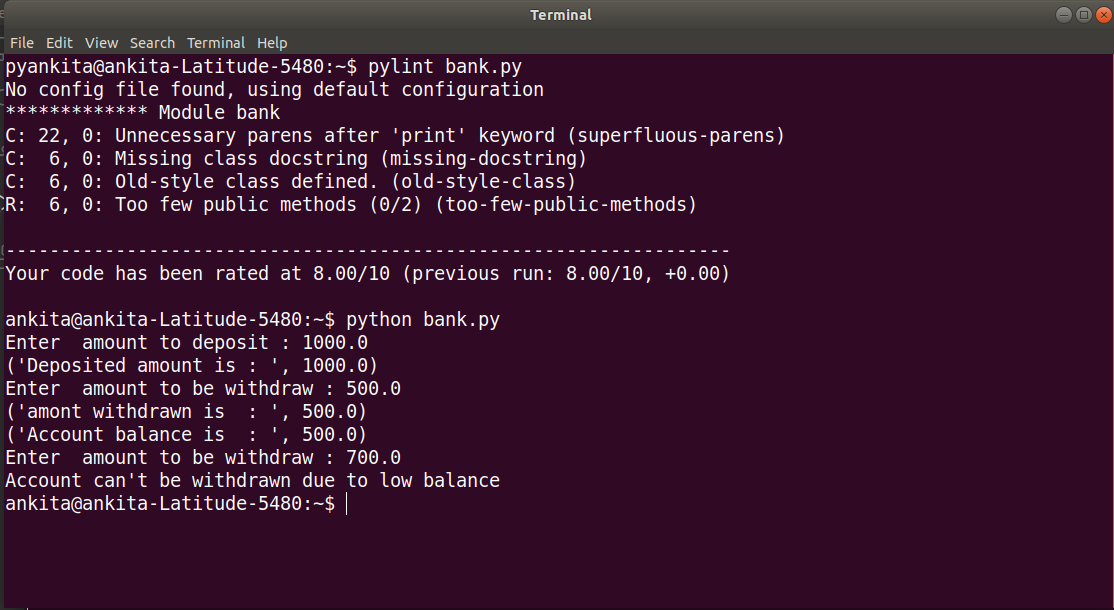 Terminal
File Edit View Search Terminal Help
pyankita@ankita-Latitude-5480:~$ pylint bank.py
No config file found, using default configuration
************* Module bank
C: 22, 0: Unnecessary parens after 'print' keyword (superfluous-parens)
C:  6, 0: Missing class docstring (missing-docstring)
C:  6, 0: Old-style class defined. (old-style-class)
R:  6, 0: Too few public methods (0/2) (too-few-public-methods)
------------------------------------------------------------------
Your code has been rated at 8.00/10 (previous run: 8.00/10, +0.00)
ankita@ankita-Latitude-5480:~$ python bank.py
Enter  amount to deposit : 1000.0
('Deposited amount is : ', 1000.0)
Enter  amount to be withdraw : 500.0
('amont withdrawn is  : ', 500.0)
('Account balance is  : ', 500.0)
Enter  amount to be withdraw : 700.0
Account can't be withdrawn due to low balance
ankita@ankita-Latitude-5480:~$